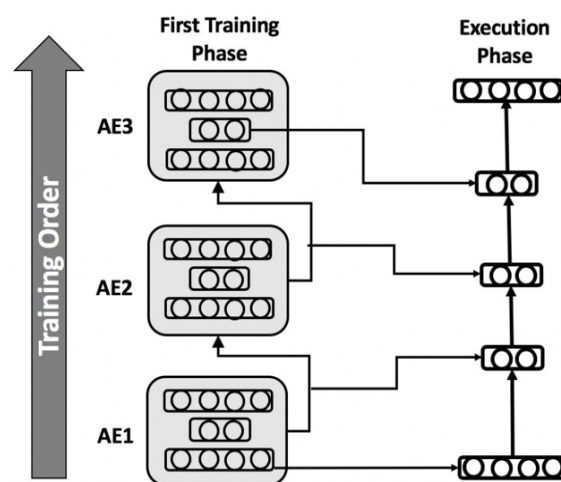 First Training
Phase
Execution
Phase
AE3
Training Order
AE2
AE1